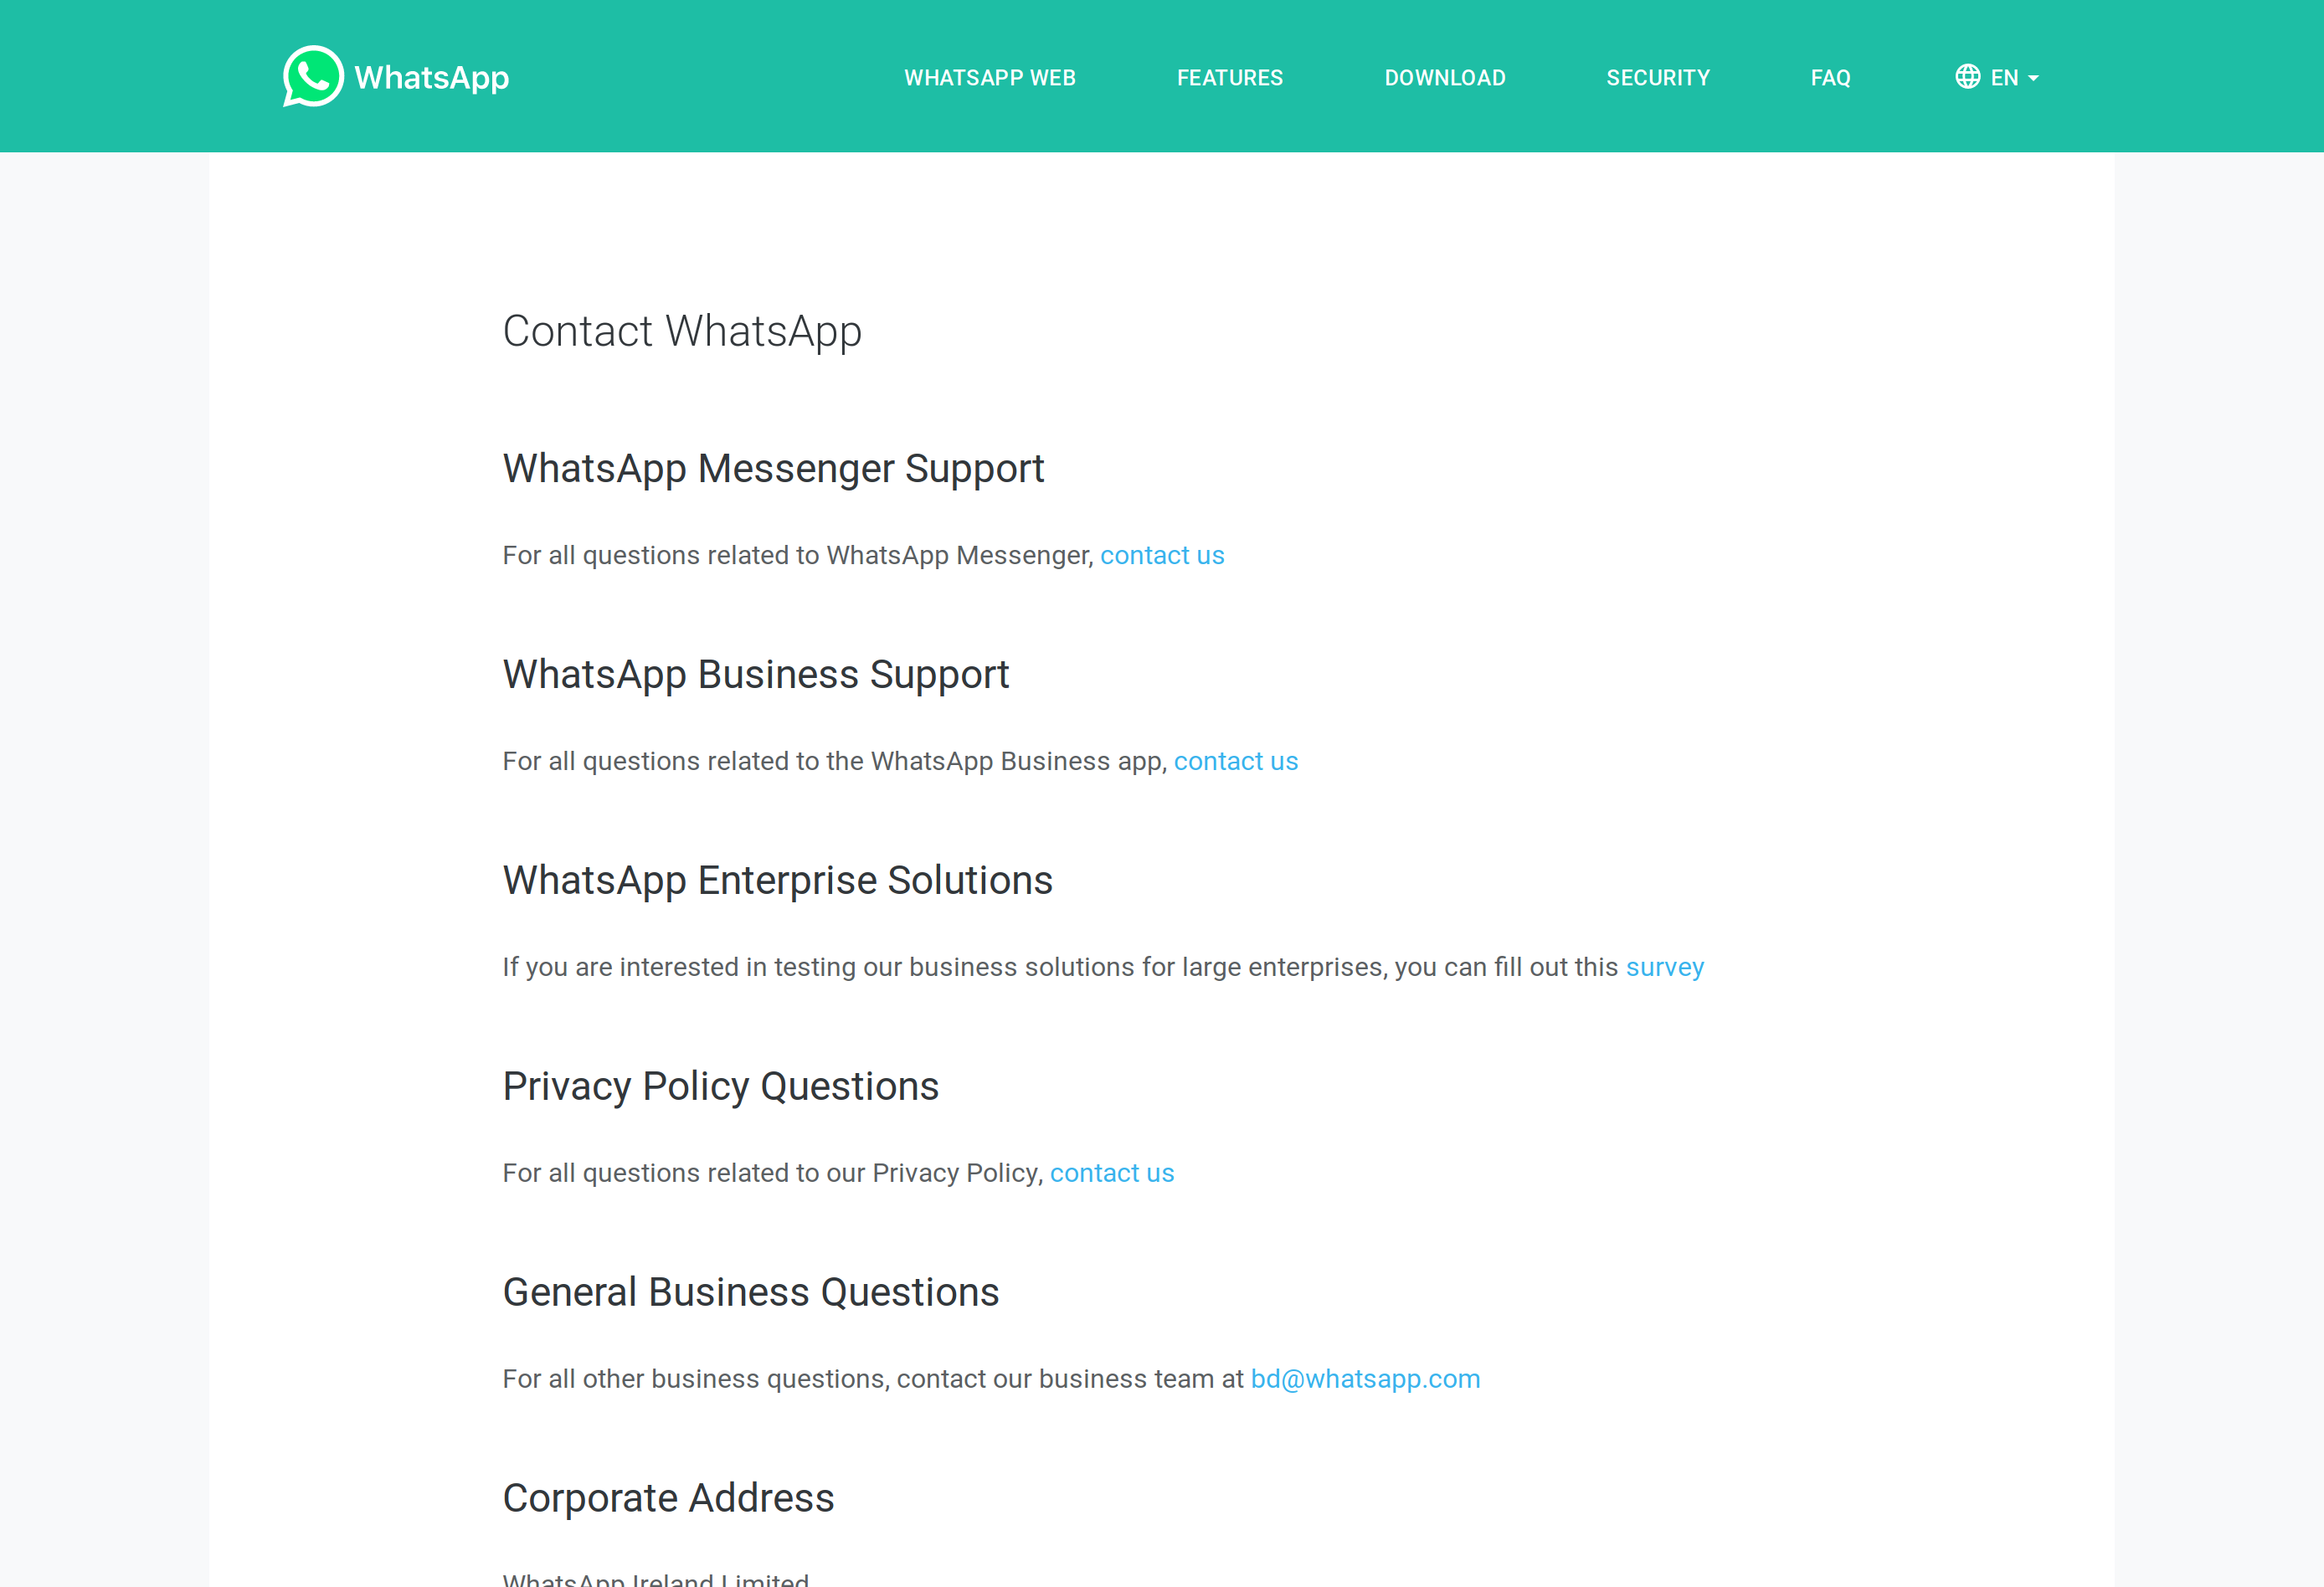 WhatsApp
WHATSAPP WEB
FEATURES
DOWNLOAD
SECURITY
FAQ
EN
Contact WhatsApp
WhatsApp Messenger Support
For all questions related to WhatsApp Messenger, contact us
WhatsApp Business Support
For all questions related to the WhatsApp Business app, contact us
WhatsApp Enterprise Solutions
If you are interested in testing our business solutions for large enterprises, you can fill out this survey
Privacy Policy Questions
For all questions related to our Privacy Policy, contact us
General Business Questions
For all other business questions, contact our business team at bd@whatsapp.com
Corporate Address
WhatsApp Ireland Limited